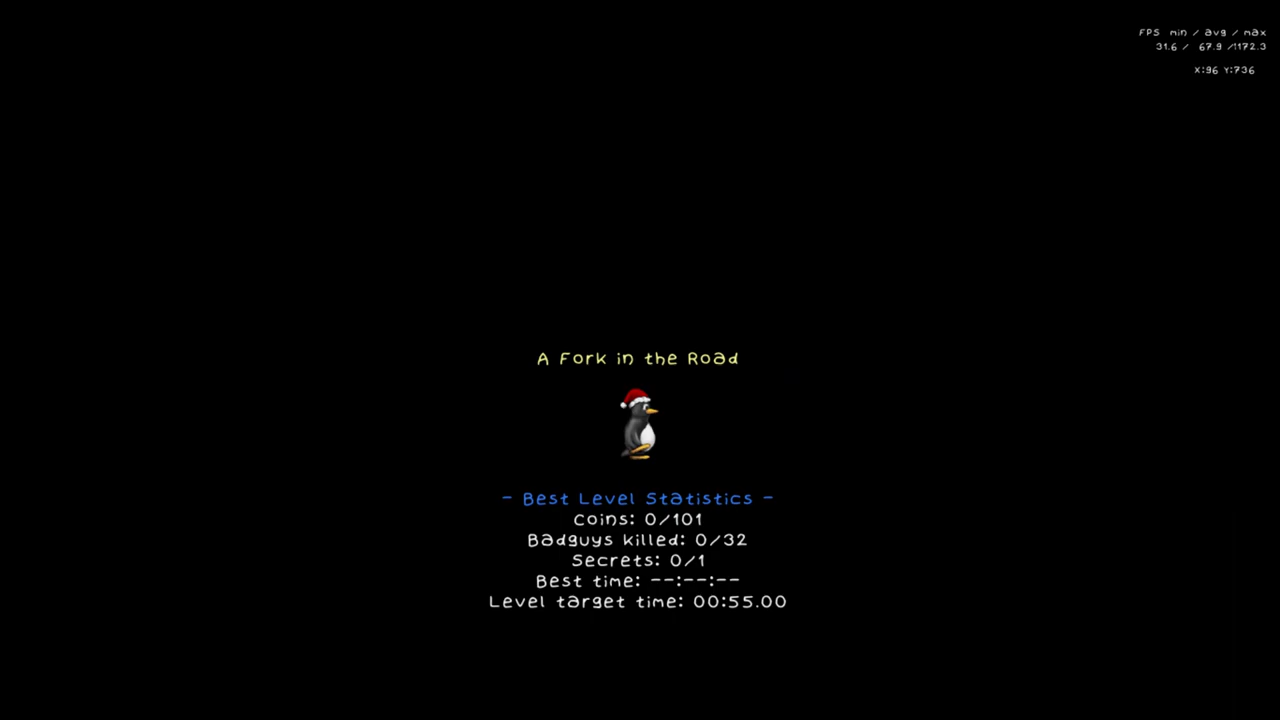 FPS min / avg / max
31.6 / 67.9 /1172.3
X:96 Y:736
A Fork in the Road
- Best Level Statistics -
Coins: 0/101
Badguys killed: 0/32
Secrets: 0/1
Best time: --:--:--
Level target time: 00:55.00